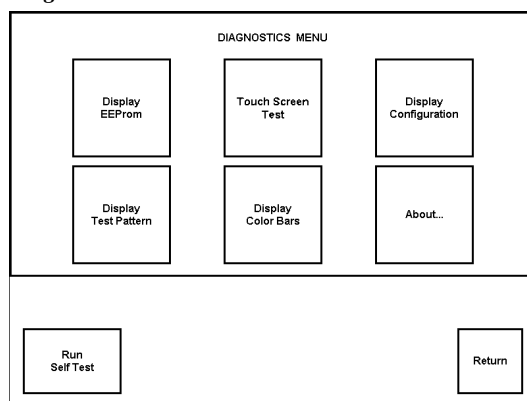 DIAGNOSTICS MENU
Display
EEProm
Touch Screen
Test
Display
Configuration
Display
Test Pattern
Display
Color Bars
About...
Run
Self Test
Return